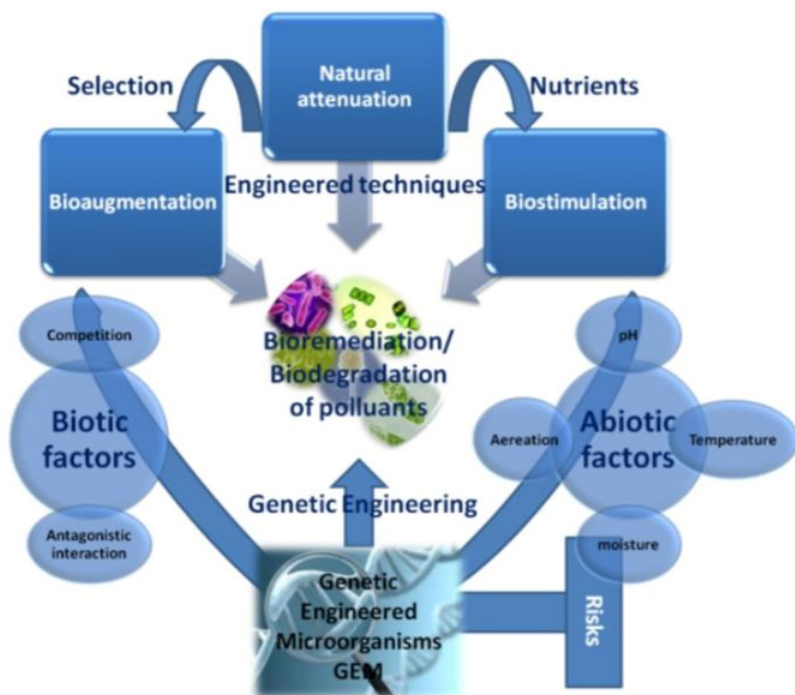 Natural
attenuation
Selection
Nutrients
Bioaugmentation
Engineered techniques
Biostimulation
Bioremediation/
Biodegradation
of polluants
Competition
Biotic
factors
Antagonistic
interaction
pH
Aereation
Abiotic
factors
Temperature
moisture
Genetic Engineering
Genetic
Engineered
Microorganisms
GEM
Risks